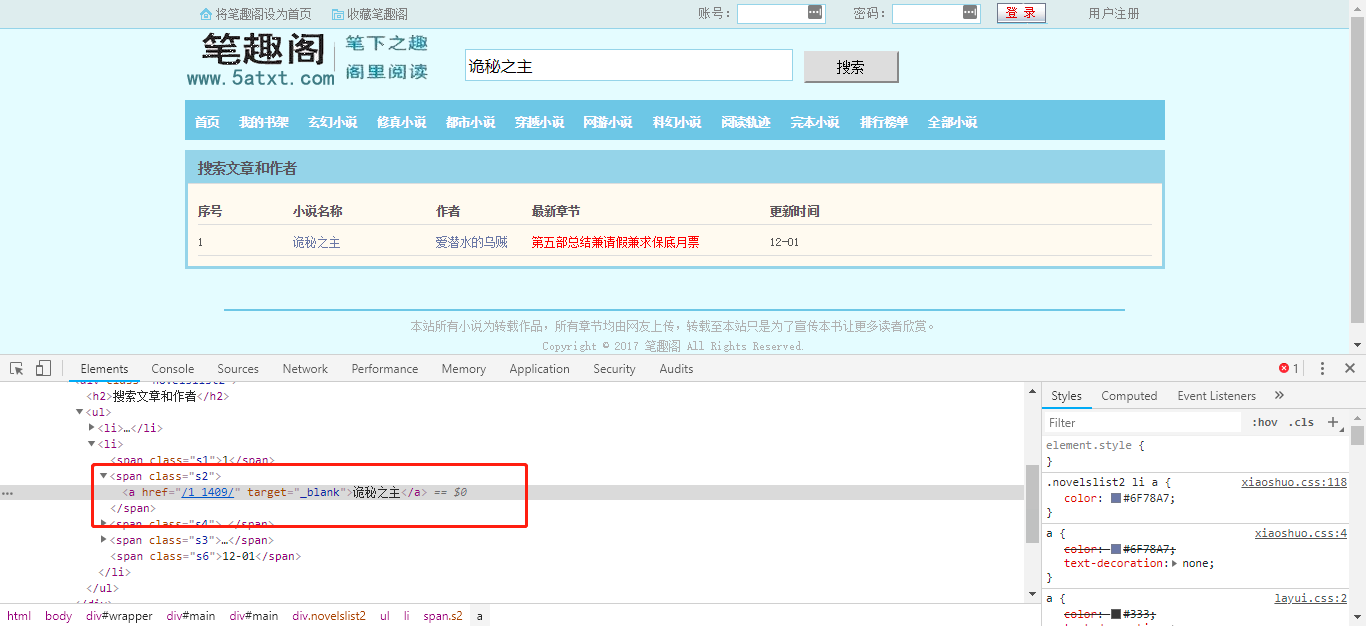 将笔趣阁设为首页 收藏笔趣阁 账号： 密码： 登 录 用户注册
笔趣阁 笔下之趣
www.5atxt.com 阁里阅读
诡秘之主 搜索
首页 我的书架 玄幻小说 修真小说 都市小说 穿越小说 网游小说 科幻小说 阅读轨迹 完本小说 排行榜单 全部小说
搜索文章和作者
序号 小说名称 作者 最新章节 更新时间
1 诡秘之主 爱潜水的乌贼 第五部总结兼请假兼求保底月票 12-01
本站所有小说为转载作品，所有章节均由网友上传，转载至本站只是为了宣传本书让更多读者欣赏。
Copyright © 2017 笔趣阁 All Rights Reserved.
Elements Console Sources Network Performance Memory Application Security Audits 1
<h2>搜索文章和作者</h2>
<ul>
<li>…</li>
<li>
<span class="s1">1</span>
<span class="s2">
<a href="/1_1409/" target="_blank">诡秘之主</a> == $0
</span>
<span class="s4">…</span>
<span class="s3">…</span>
<span class="s6">12-01</span>
</li>
</ul>
html body div#wrapper div#main div#main div.novelslist2 ul li span.s2 a
Styles Computed Event Listeners »
Filter :hov .cls +
element.style {
}
.novelslist2 li a { xiaoshuo.css:118
color: #6F78A7;
}
a { xiaoshuo.css:4
color: #6F78A7;
text-decoration: none;
}
a { layui.css:2
color: #333;